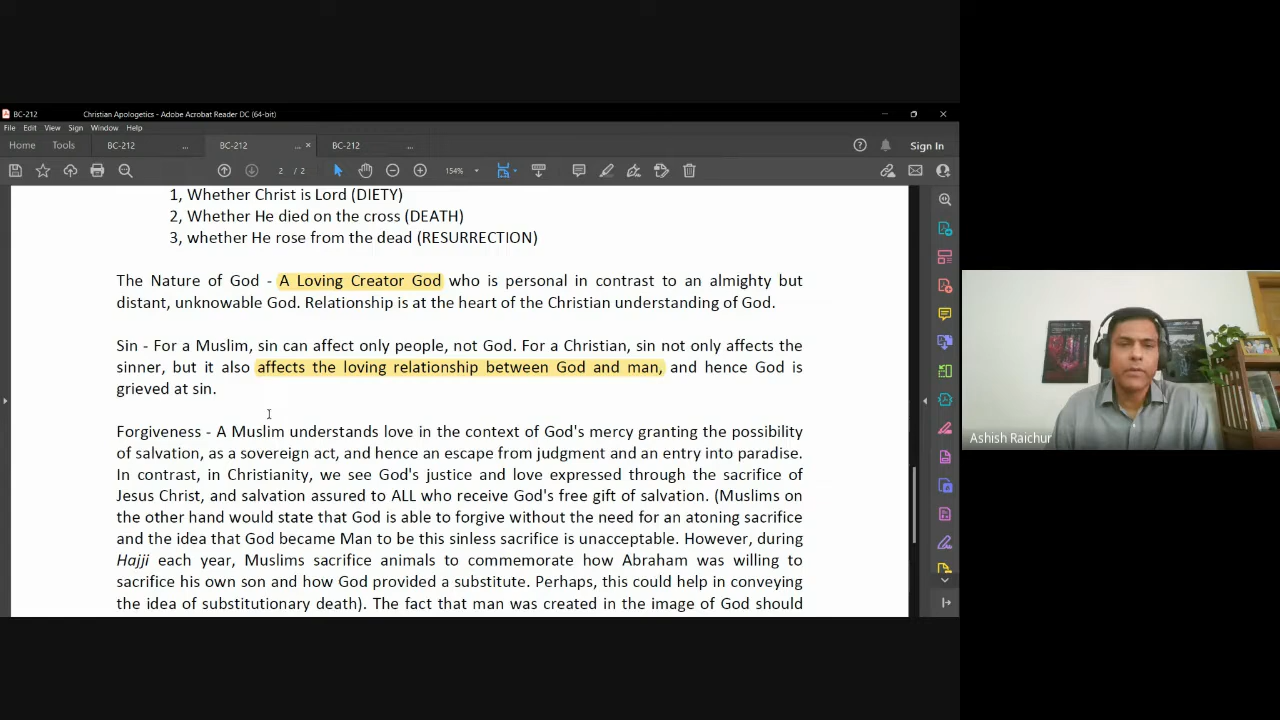 BC-212 Christian Apologetics - Adobe Acrobat Reader DC (64-bit)
File Edit View Sign Window Help
Home Tools BC-212 ... BC-212 ... × BC-212 ... Sign In
2 / 2 154%
1, Whether Christ is Lord (DIETY)
2, Whether He died on the cross (DEATH)
3, whether He rose from the dead (RESURRECTION)
The Nature of God - A Loving Creator God who is personal in contrast to an almighty but
distant, unknowable God. Relationship is at the heart of the Christian understanding of God.
Sin - For a Muslim, sin can affect only people, not God. For a Christian, sin not only affects the
sinner, but it also affects the loving relationship between God and man, and hence God is
grieved at sin.
Forgiveness - A Muslim understands love in the context of God's mercy granting the possibility
of salvation, as a sovereign act, and hence an escape from judgment and an entry into paradise.
In contrast, in Christianity, we see God's justice and love expressed through the sacrifice of
Jesus Christ, and salvation assured to ALL who receive God's free gift of salvation. (Muslims on
the other hand would state that God is able to forgive without the need for an atoning sacrifice
and the idea that God became Man to be this sinless sacrifice is unacceptable. However, during
Hajji each year, Muslims sacrifice animals to commemorate how Abraham was willing to
sacrifice his own son and how God provided a substitute. Perhaps, this could help in conveying
the idea of substitutionary death). The fact that man was created in the image of God should
Ashish Raichur